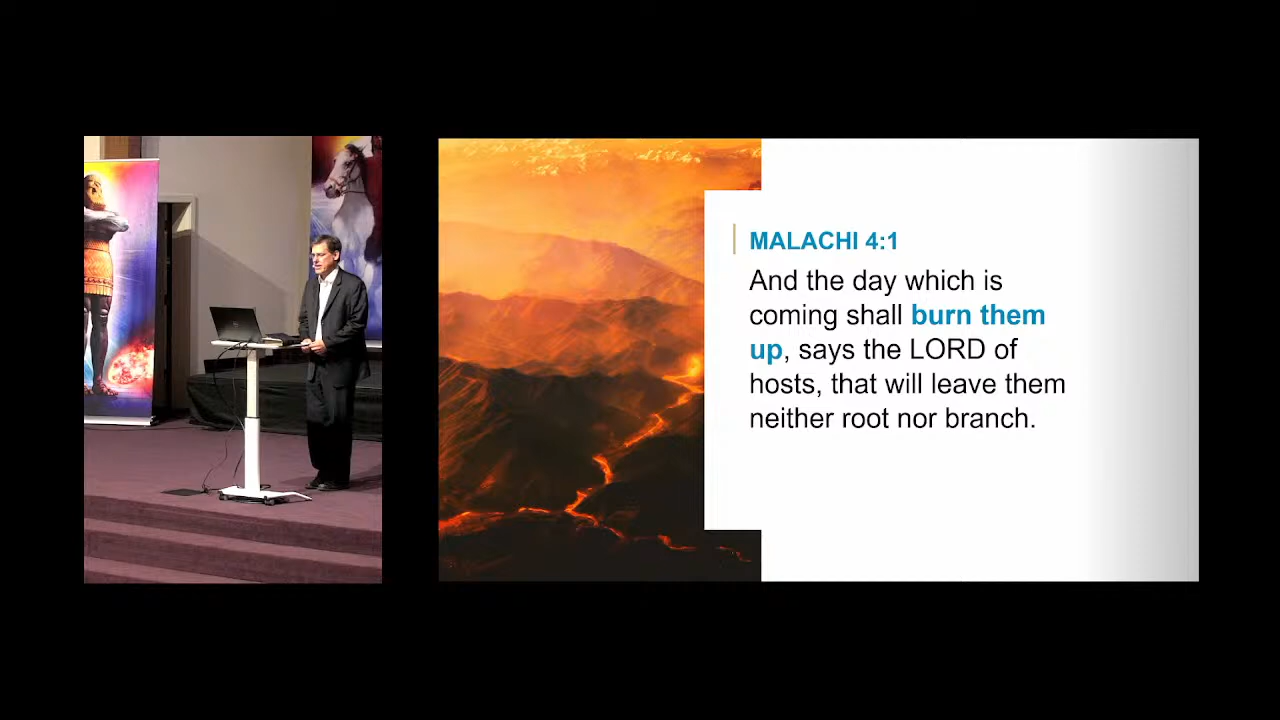 MALACHI 4:1
And the day which is
coming shall burn them
up, says the LORD of
hosts, that will leave them
neither root nor branch.